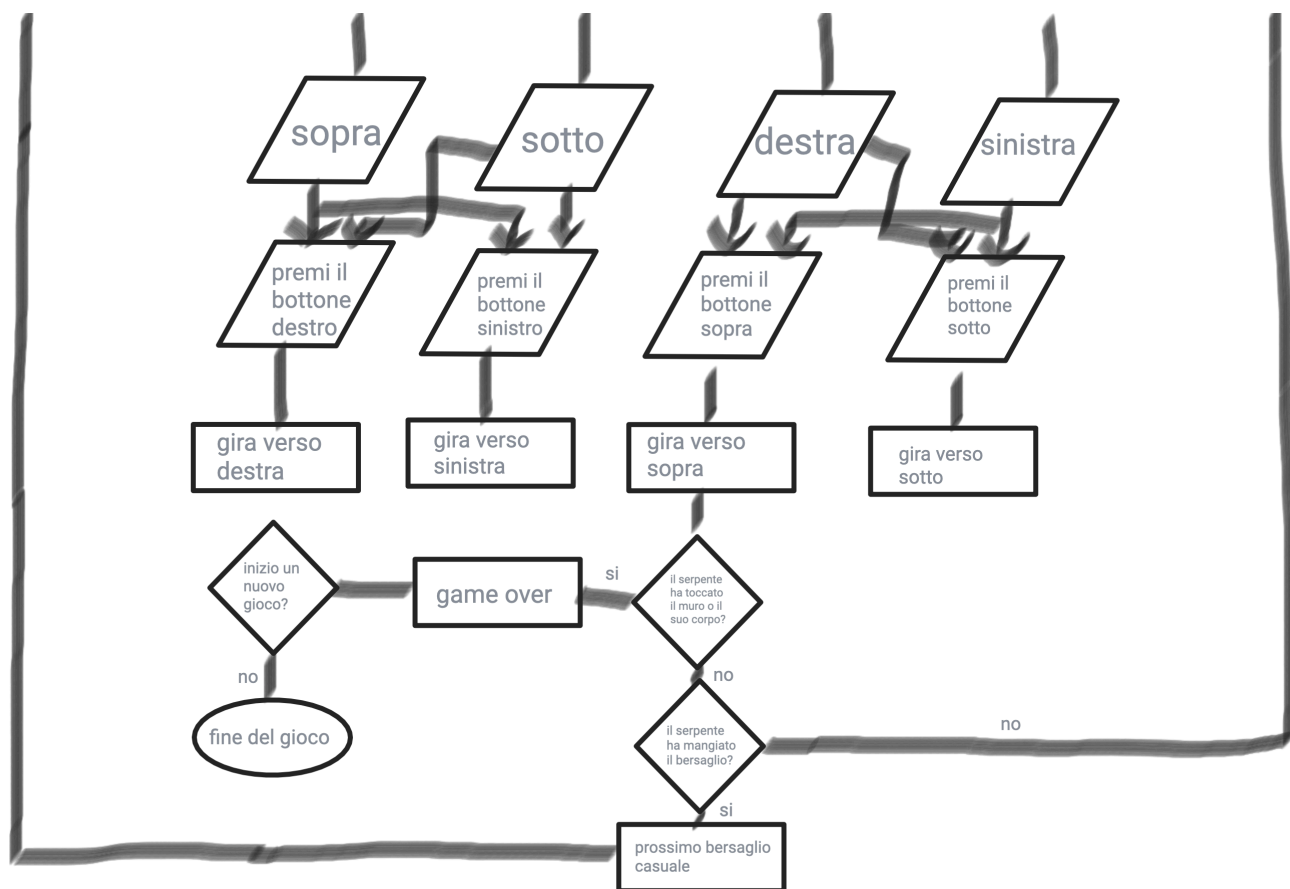 sopra
sotto
destra
sinistra
premi il
bottone
destro
premi il
bottone
sinistro
premi il
bottone
sopra
premi il
bottone
sotto
gira verso
destra
gira verso
sinistra
gira verso
sopra
gira verso
sotto
inizio un
nuovo
gioco?
game over
si
il serpente
ha toccato
il muro o il
suo corpo?
no
no
fine del gioco
il serpente
ha mangiato
il bersaglio?
no
si
prossimo bersaglio
casuale